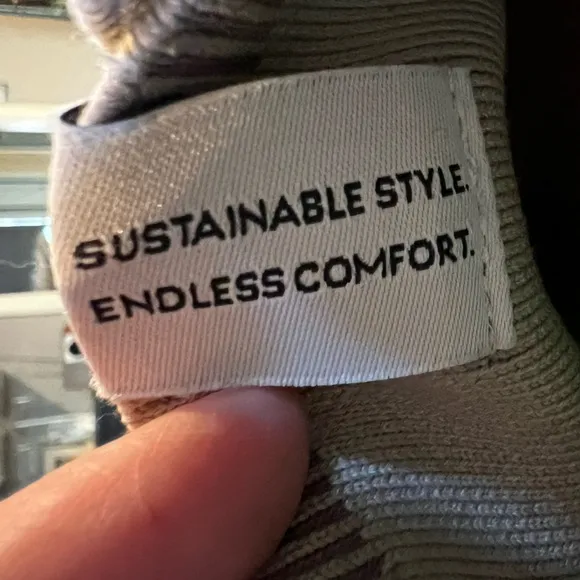 SUSTAINABLE STYLE.
ENDLESS COMFORT.